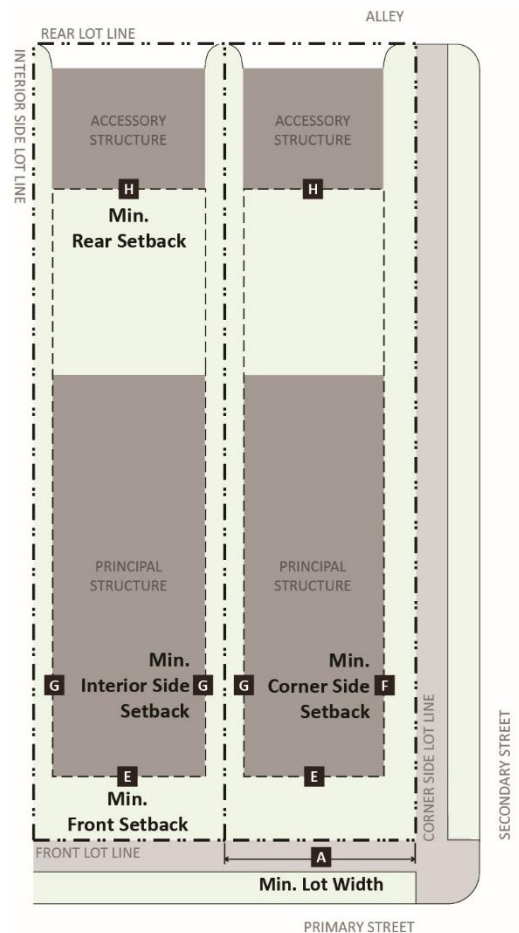 ALLEY
REAR LOT LINE
INTERIOR SIDE LOT LINE
ACCESSORY
STRUCTURE
ACCESSORY
STRUCTURE
H
H
Min.
Rear Setback
PRINCIPAL
STRUCTURE
PRINCIPAL
STRUCTURE
Min.
Interior Side
Setback
Min.
Corner Side
Setback
G
G
G
F
E
E
Min.
Front Setback
CORNER SIDE LOT LINE
SECONDARY STREET
FRONT LOT LINE
A
Min. Lot Width
PRIMARY STREET